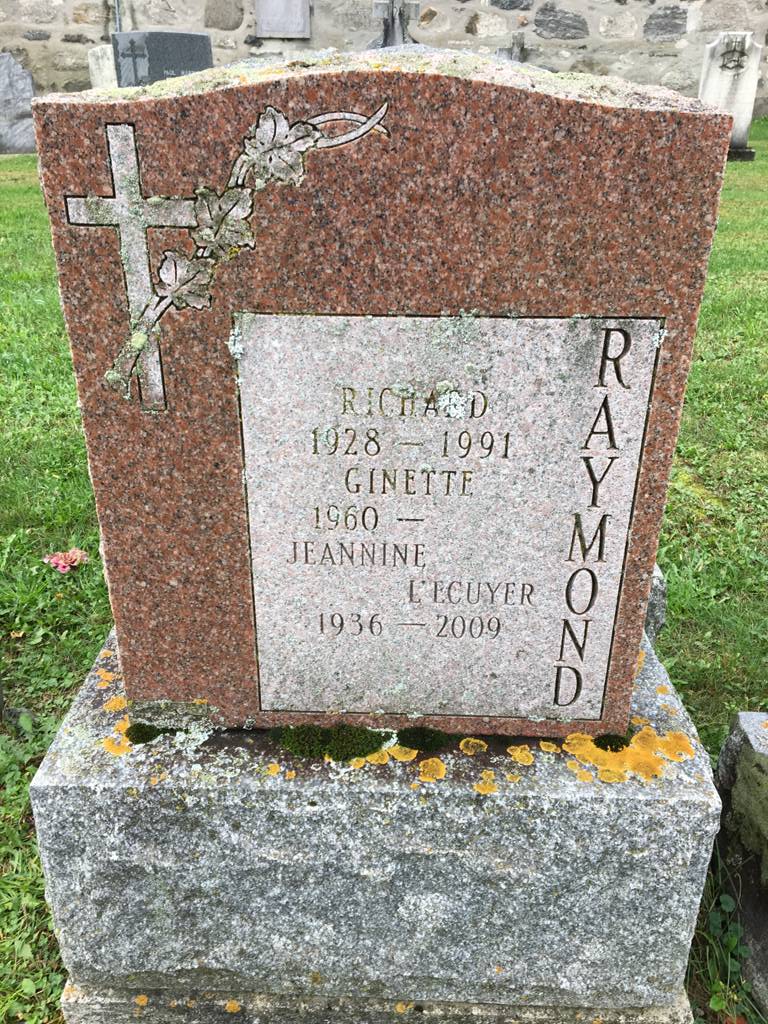 RICHARD
1928 — 1991
GINETTE
1960 —
JEANNINE
L'ECUYER
1936 — 2009
RAYMOND